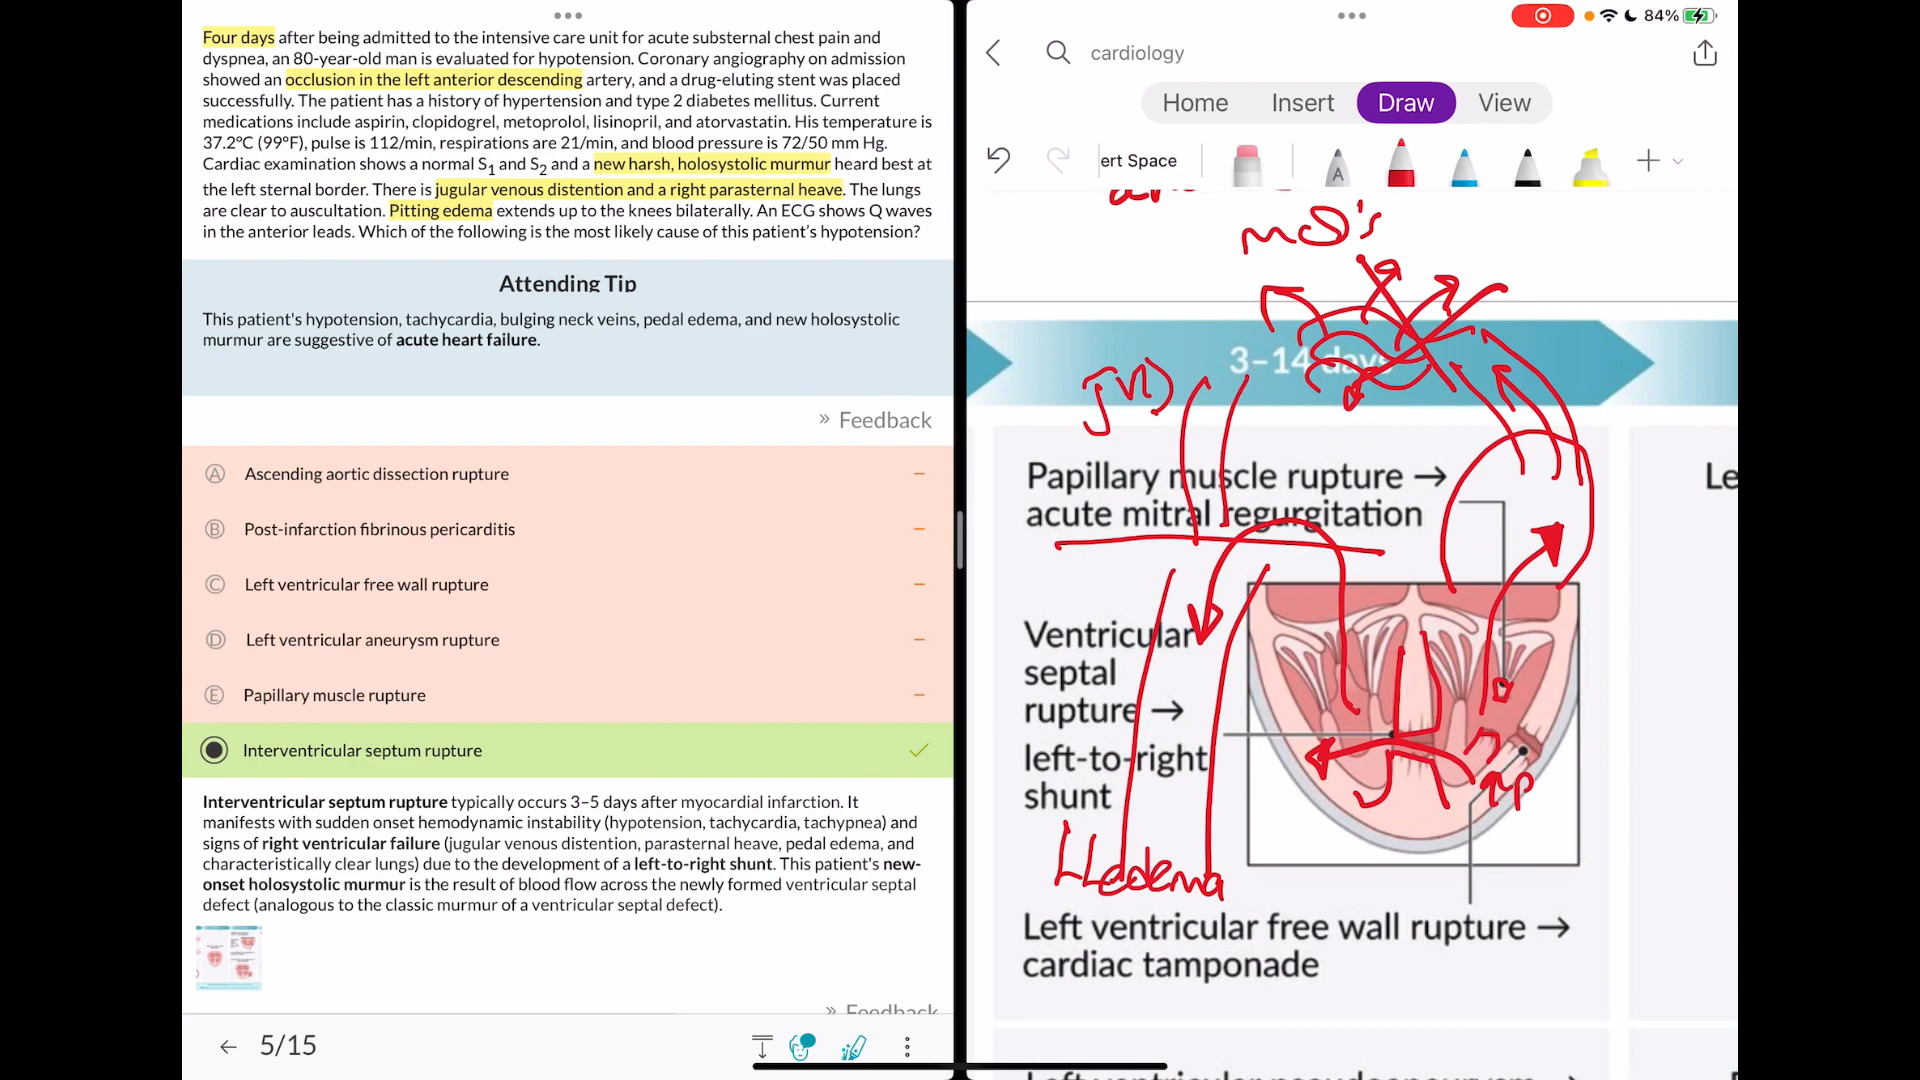 Four days after being admitted to the intensive care unit for acute substernal chest pain and
dyspnea, an 80-year-old man is evaluated for hypotension. Coronary angiography on admission
showed an occlusion in the left anterior descending artery, and a drug-eluting stent was placed
successfully. The patient has a history of hypertension and type 2 diabetes mellitus. Current
medications include aspirin, clopidogrel, metoprolol, lisinopril, and atorvastatin. His temperature is
37.2°C (99°F), pulse is 112/min, respirations are 21/min, and blood pressure is 72/50 mm Hg.
Cardiac examination shows a normal S1 and S2 and a new harsh, holosystolic murmur heard best at
the left sternal border. There is jugular venous distention and a right parasternal heave. The lungs
are clear to auscultation. Pitting edema extends up to the knees bilaterally. An ECG shows Q waves
in the anterior leads. Which of the following is the most likely cause of this patient's hypotension?
Attending Tip
This patient's hypotension, tachycardia, bulging neck veins, pedal edema, and new holosystolic
murmur are suggestive of acute heart failure.
» Feedback
A Ascending aortic dissection rupture
B Post-infarction fibrinous pericarditis
C Left ventricular free wall rupture
D Left ventricular aneurysm rupture
E Papillary muscle rupture
Interventricular septum rupture
Interventricular septum rupture typically occurs 3–5 days after myocardial infarction. It
manifests with sudden onset hemodynamic instability (hypotension, tachycardia, tachypnea) and
signs of right ventricular failure (jugular venous distention, parasternal heave, pedal edema, and
characteristically clear lungs) due to the development of a left-to-right shunt. This patient's new-
onset holosystolic murmur is the result of blood flow across the newly formed ventricular septal
defect (analogous to the classic murmur of a ventricular septal defect).
» Feedback
5/15
84%
cardiology
Home Insert Draw View
ert Space
A
3–14 days
JVD
Papillary muscle rupture →
acute mitral regurgitation
Le
Ventricular
septal
rupture →
left-to-right
shunt
LL edema
Left ventricular free wall rupture →
cardiac tamponade